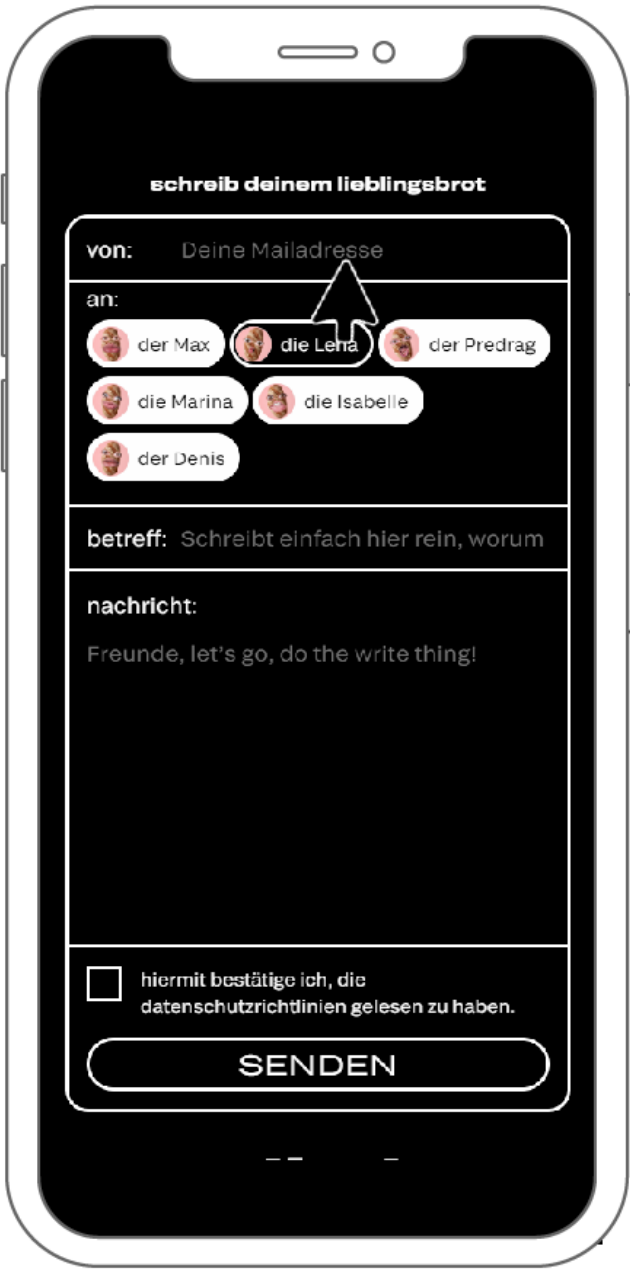 schreib deinem lieblingsbrot
von: Deine Mailadresse
an:
der Max die Lena der Predrag
die Marina die Isabelle
der Denis
betreff: Schreibt einfach hier rein, worum
nachricht:
Freunde, let's go, do the write thing!
hiermit bestätige ich, die
datenschutzrichtlinien gelesen zu haben.
SENDEN